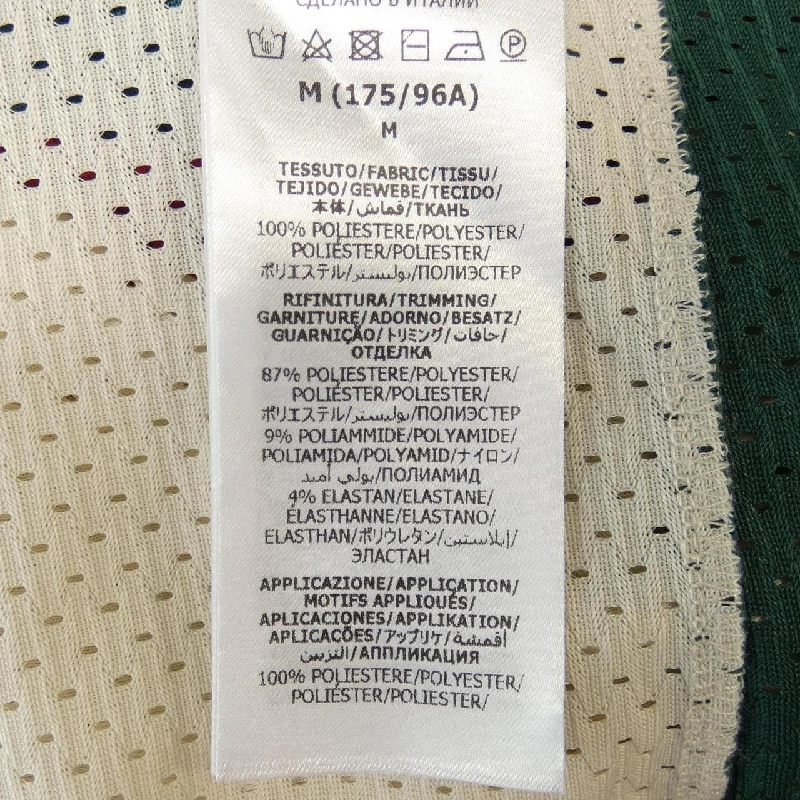 СДЕЛАНО В ИТАЛИИ
P
M (175/96A)
M
TESSUTO/FABRIC/TISSU/
TEJIDO/GEWEBE/TECIDO/
本体/قماش/ТКАНЬ
100% POLIESTERE/POLYESTER/
POLIÉSTER/POLIESTER/
ポリエステル/بوليستر/ПОЛИЭСТЕР
RIFINITURA/TRIMMING/
GARNITURE/ADORNO/BESATZ/
GUARNIÇÃO/トリミング/حافات/
ОТДЕЛКА
87% POLIESTERE/POLYESTER/
POLIÉSTER/POLIESTER/
ポリエステル/بوليستر/ПОЛИЭСТЕР
9% POLIAMMIDE/POLYAMIDE/
POLIAMIDA/POLYAMID/ナイロン/
بولي أميد/ПОЛИАМИД
4% ELASTAN/ELASTANE/
ÉLASTHANNE/ELASTANO/
ELASTHAN/ポリウレタン/إيلاستين/
ЭЛАСТАН
APPLICAZIONE/APPLICATION/
MOTIFS APPLIQUÉS/
APLICACIONES/APPLIKATION/
APLICAÇÕES/アップリケ/أقمشة
التزيين/АППЛИКАЦИЯ
100% POLIESTERE/POLYESTER/
POLIÉSTER/POLIESTER/